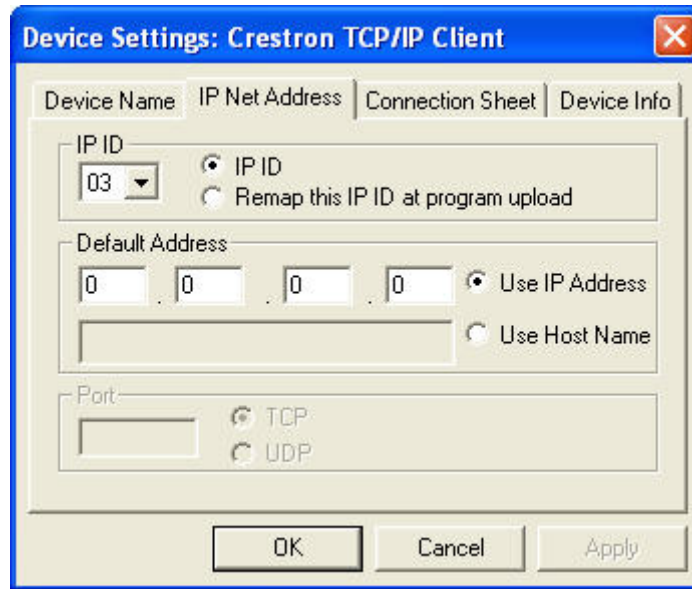 Device Settings: Crestron TCP/IP Client
Device Name IP Net Address Connection Sheet Device Info
IP ID
03 IP ID
Remap this IP ID at program upload
Default Address
0 . 0 . 0 . 0 Use IP Address
Use Host Name
Port
TCP
UDP
OK Cancel Apply